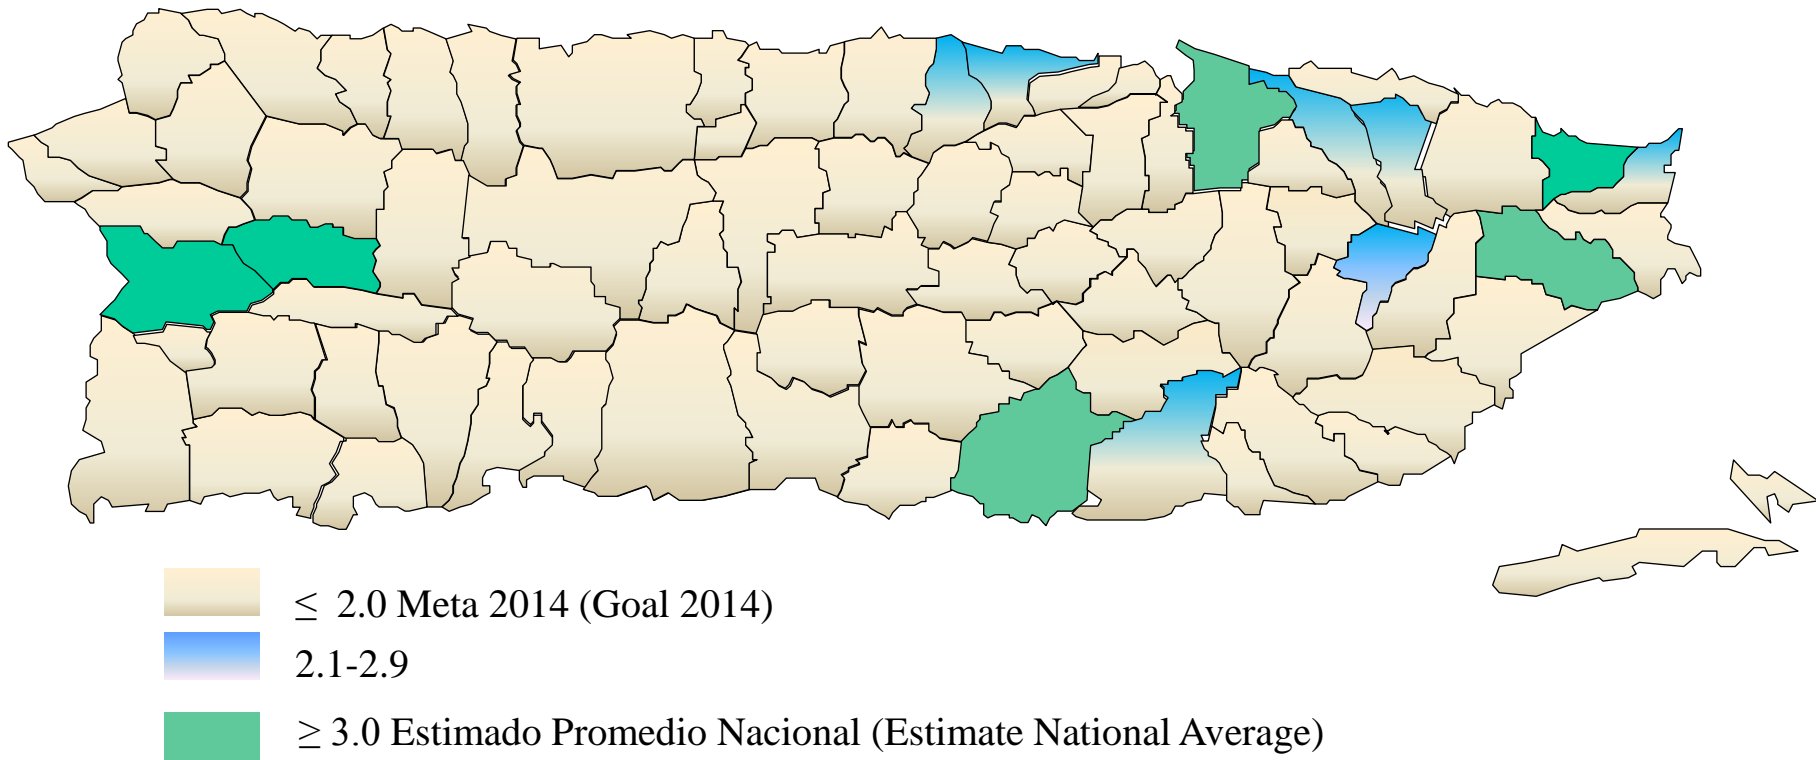 ≤ 2.0 Meta 2014 (Goal 2014)
2.1-2.9
≥ 3.0 Estimado Promedio Nacional (Estimate National Average)